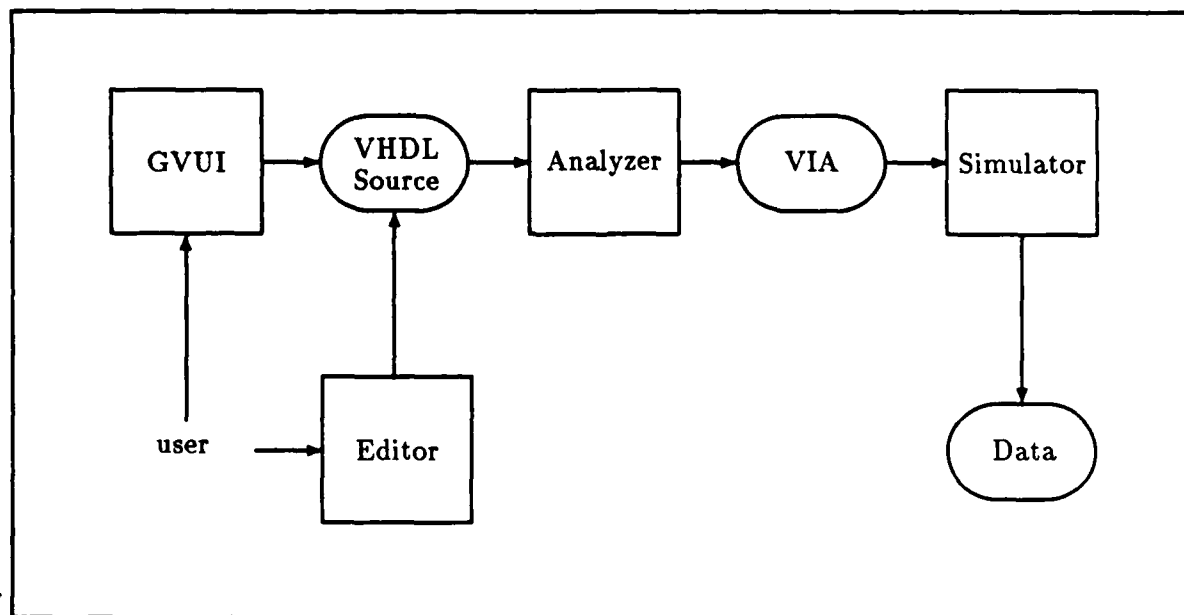 GVUI
VHDL
Source
Analyzer
VIA
Simulator
user
Editor
Data